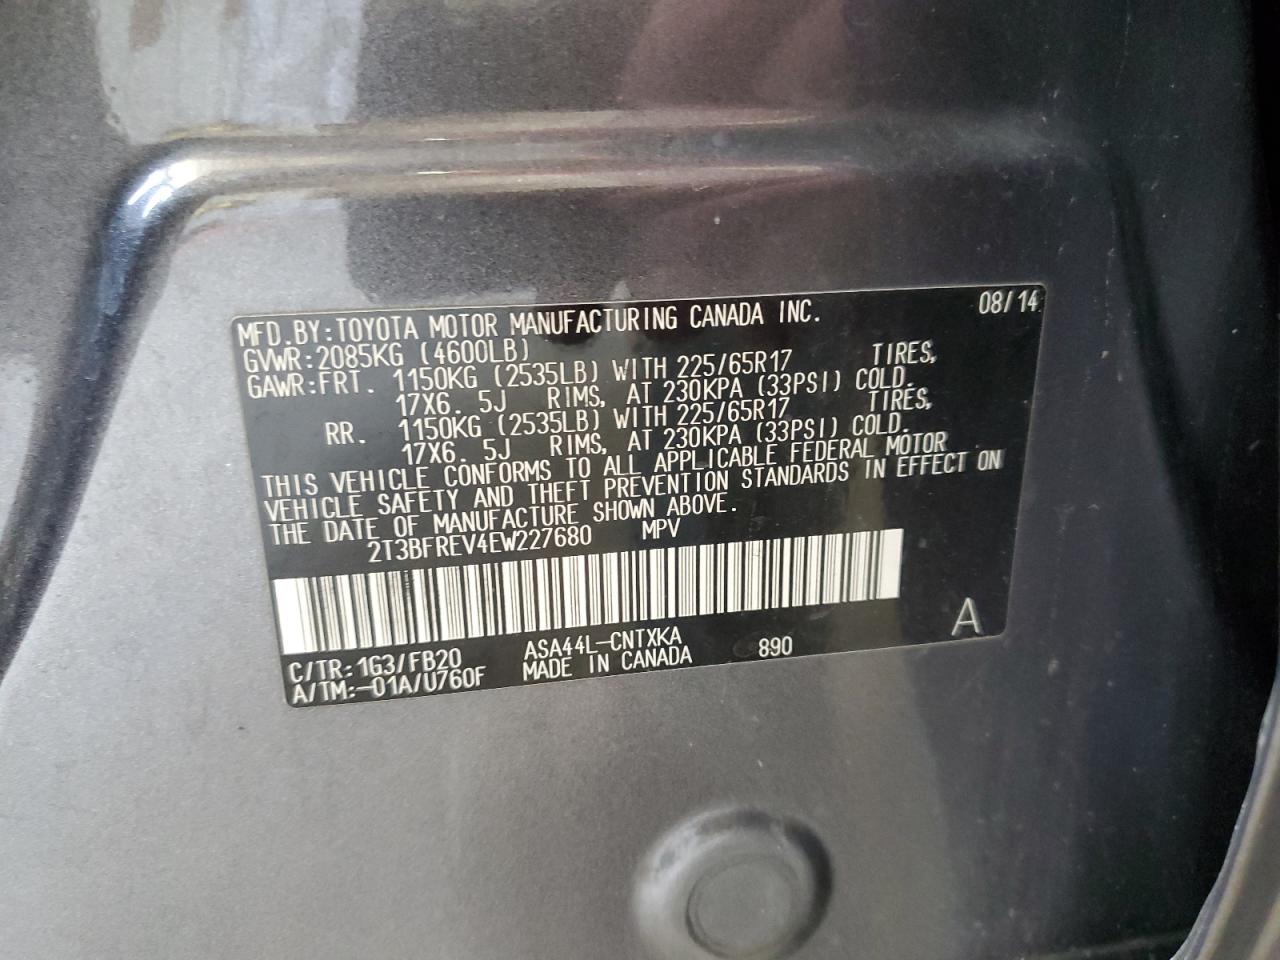 MFD.BY:TOYOTA MOTOR MANUFACTURING CANADA INC. 08/14
GVWR:2085KG (4600LB)
GAWR:FRT. 1150KG (2535LB) WITH 225/65R17 TIRES,
17X6. 5J RIMS, AT 230KPA (33PSI) COLD.
RR. 1150KG (2535LB) WITH 225/65R17 TIRES,
17X6. 5J RIMS, AT 230KPA (33PSI) COLD.
THIS VEHICLE CONFORMS TO ALL APPLICABLE FEDERAL MOTOR
VEHICLE SAFETY AND THEFT PREVENTION STANDARDS IN EFFECT ON
THE DATE OF MANUFACTURE SHOWN ABOVE.
2T3BFREV4EW227680 MPV
A
C/TR:1G3/FB20 ASA44L-CNTXKA 890
A/TM:-01A/U760F MADE IN CANADA